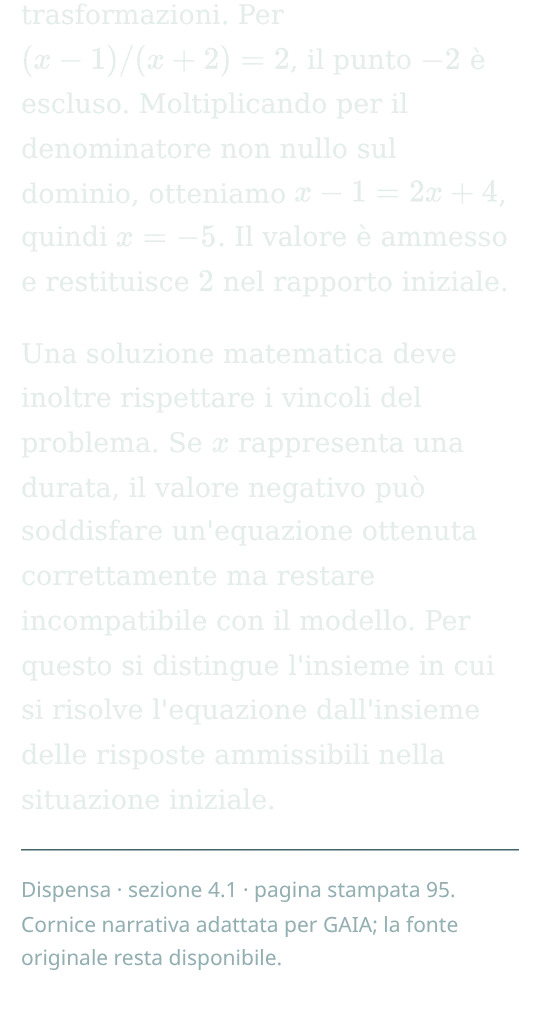 trasformazioni. Per
(x − 1)/(x + 2) = 2, il punto −2 è
escluso. Moltiplicando per il
denominatore non nullo sul
dominio, otteniamo x − 1 = 2x + 4,
quindi x = −5. Il valore è ammesso
e restituisce 2 nel rapporto iniziale.
Una soluzione matematica deve
inoltre rispettare i vincoli del
problema. Se x rappresenta una
durata, il valore negativo può
soddisfare un'equazione ottenuta
correttamente ma restare
incompatibile con il modello. Per
questo si distingue l'insieme in cui
si risolve l'equazione dall'insieme
delle risposte ammissibili nella
situazione iniziale.
Dispensa · sezione 4.1 · pagina stampata 95.
Cornice narrativa adattata per GAIA; la fonte
originale resta disponibile.